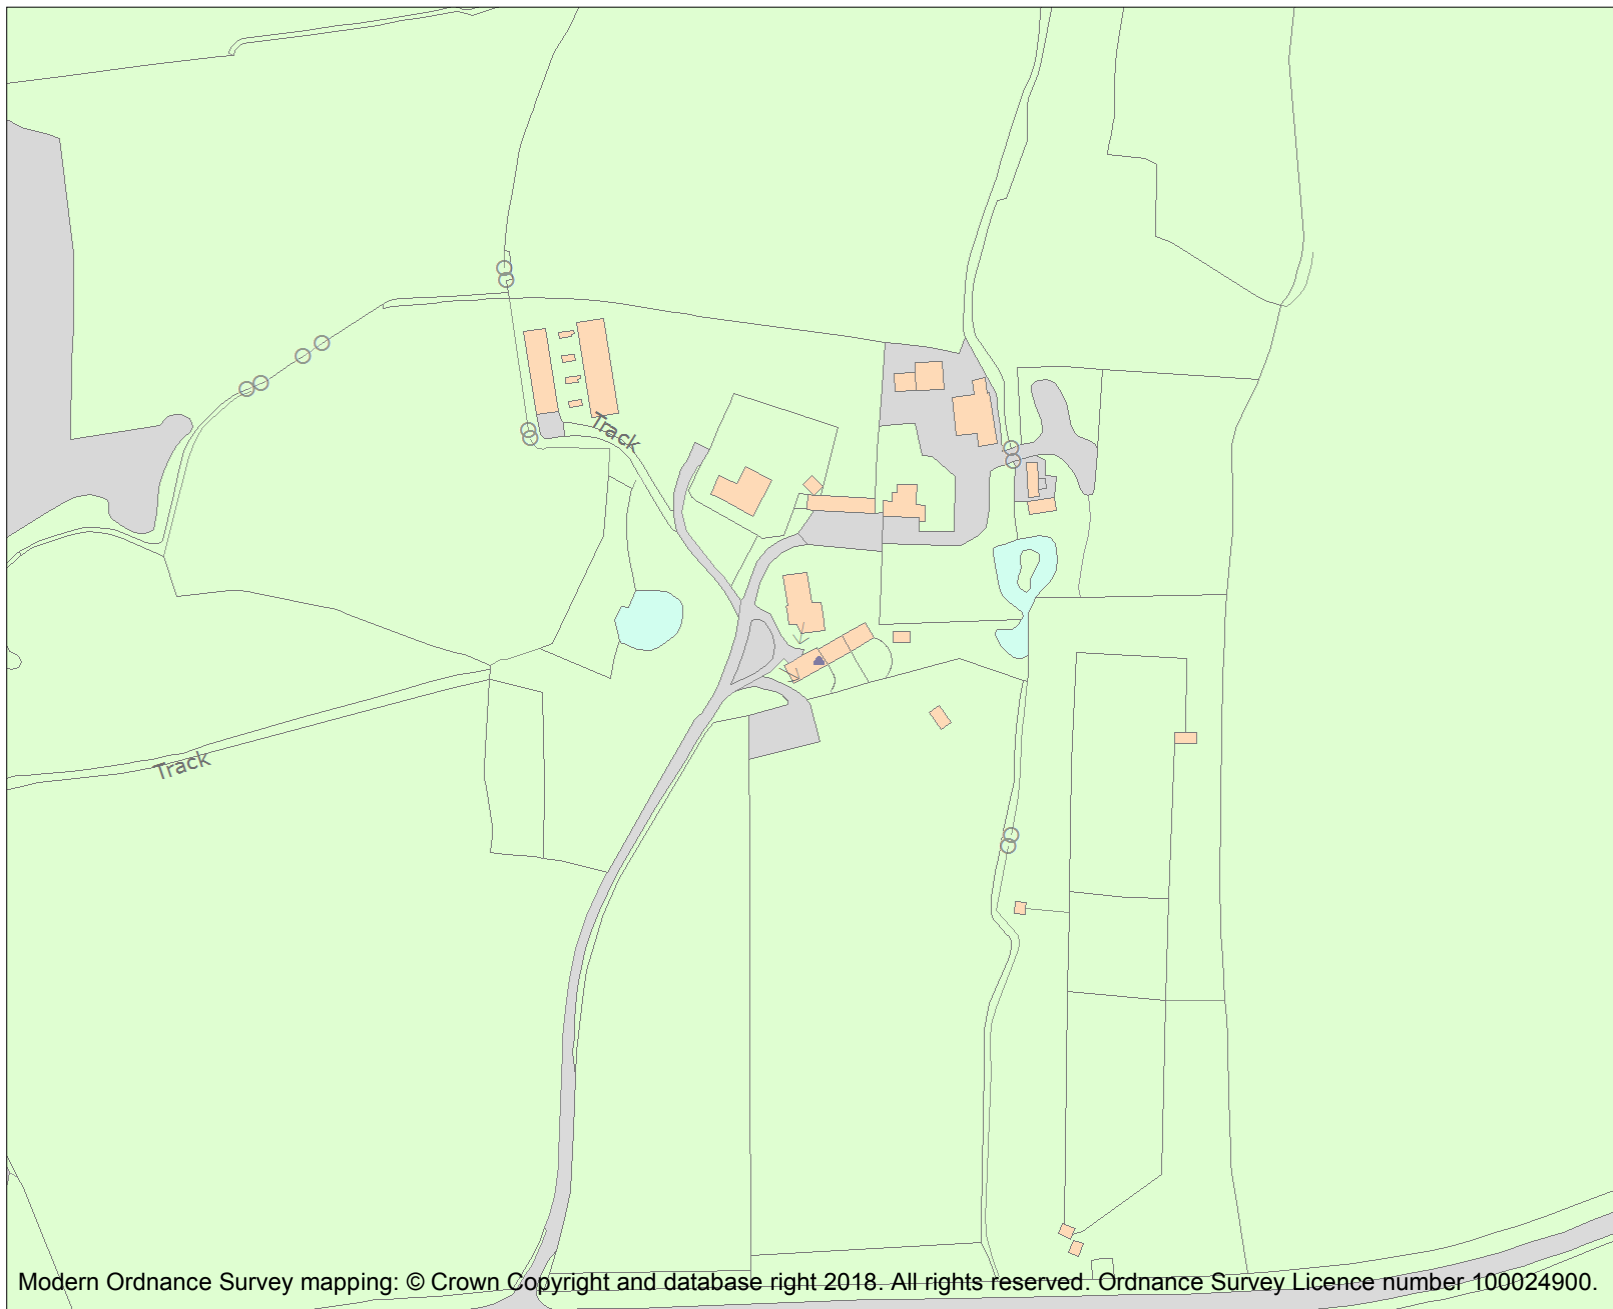 Track
Track
Modern Ordnance Survey mapping: © Crown Copyright and database right 2018. All rights reserved. Ordnance Survey Licence number 100024900.